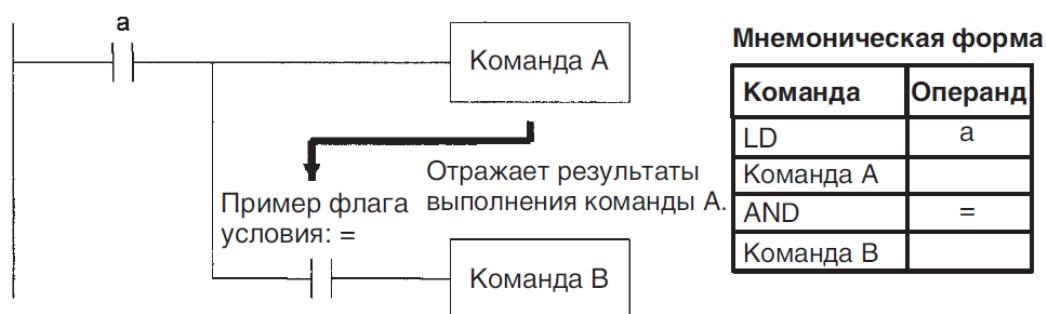 a
Команда А
Отражает результаты
выполнения команды А.
Пример флага
условия: =
Команда В
Мнемоническая форма
Команда Операнд
LD a
Команда А
AND =
Команда В